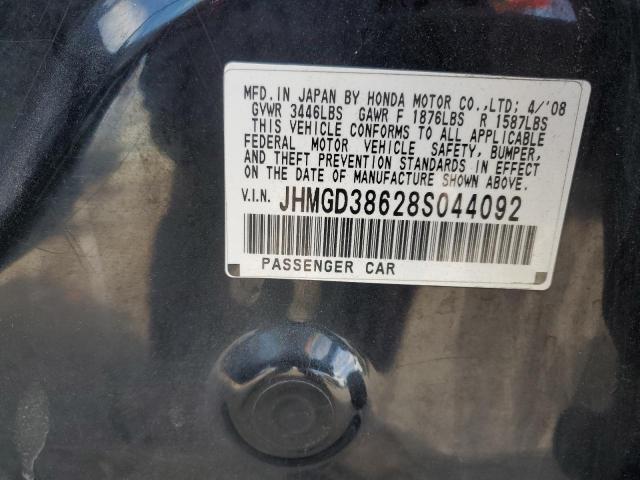 MFD.IN JAPAN BY HONDA MOTOR CO.,LTD; 4/'08
GVWR 3446LBS GAWR F 1876LBS R 1587LBS
THIS VEHICLE CONFORMS TO ALL APPLICABLE
FEDERAL MOTOR VEHICLE SAFETY, BUMPER,
AND THEFT PREVENTION STANDARDS IN EFFECT
ON THE DATE OF MANUFACTURE SHOWN ABOVE.
V.I.N. JHMGD38628S044092
PASSENGER CAR